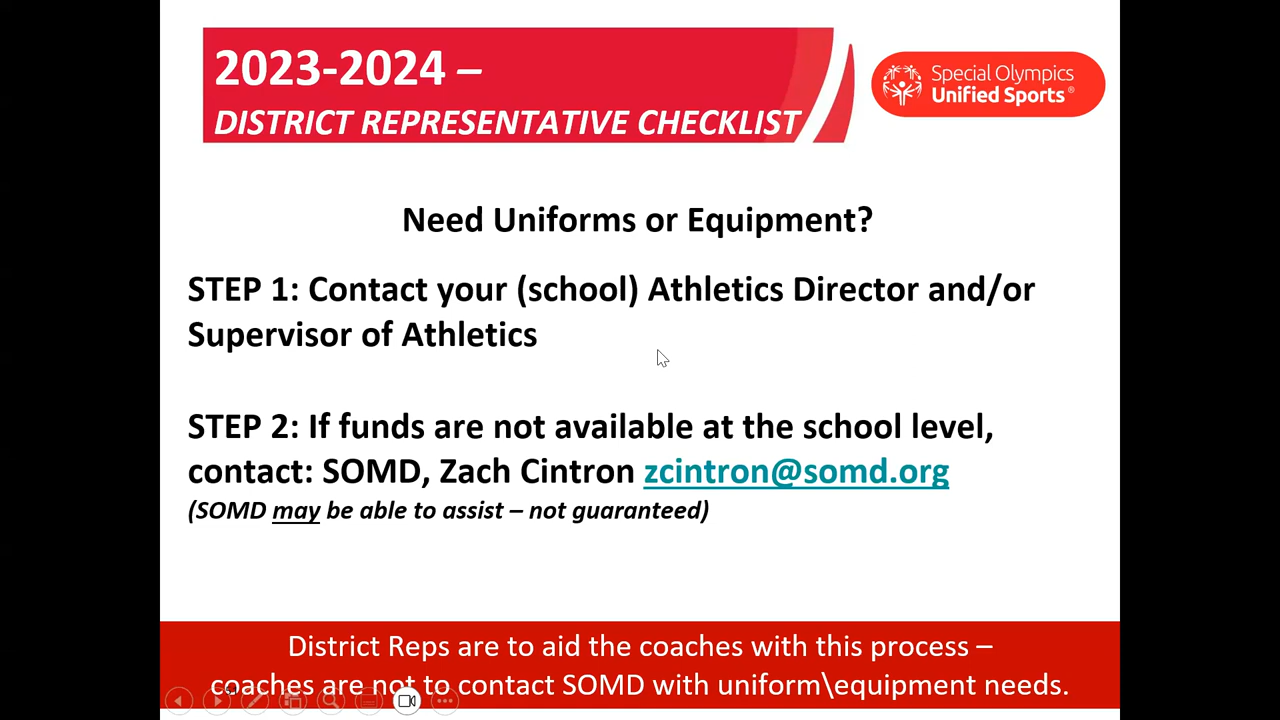 2023-2024 –
DISTRICT REPRESENTATIVE CHECKLIST
Special Olympics
Unified Sports®
Need Uniforms or Equipment?
STEP 1: Contact your (school) Athletics Director and/or
Supervisor of Athletics
STEP 2: If funds are not available at the school level,
contact: SOMD, Zach Cintron zcintron@somd.org
(SOMD may be able to assist – not guaranteed)
District Reps are to aid the coaches with this process –
coaches are not to contact SOMD with uniform\equipment needs.